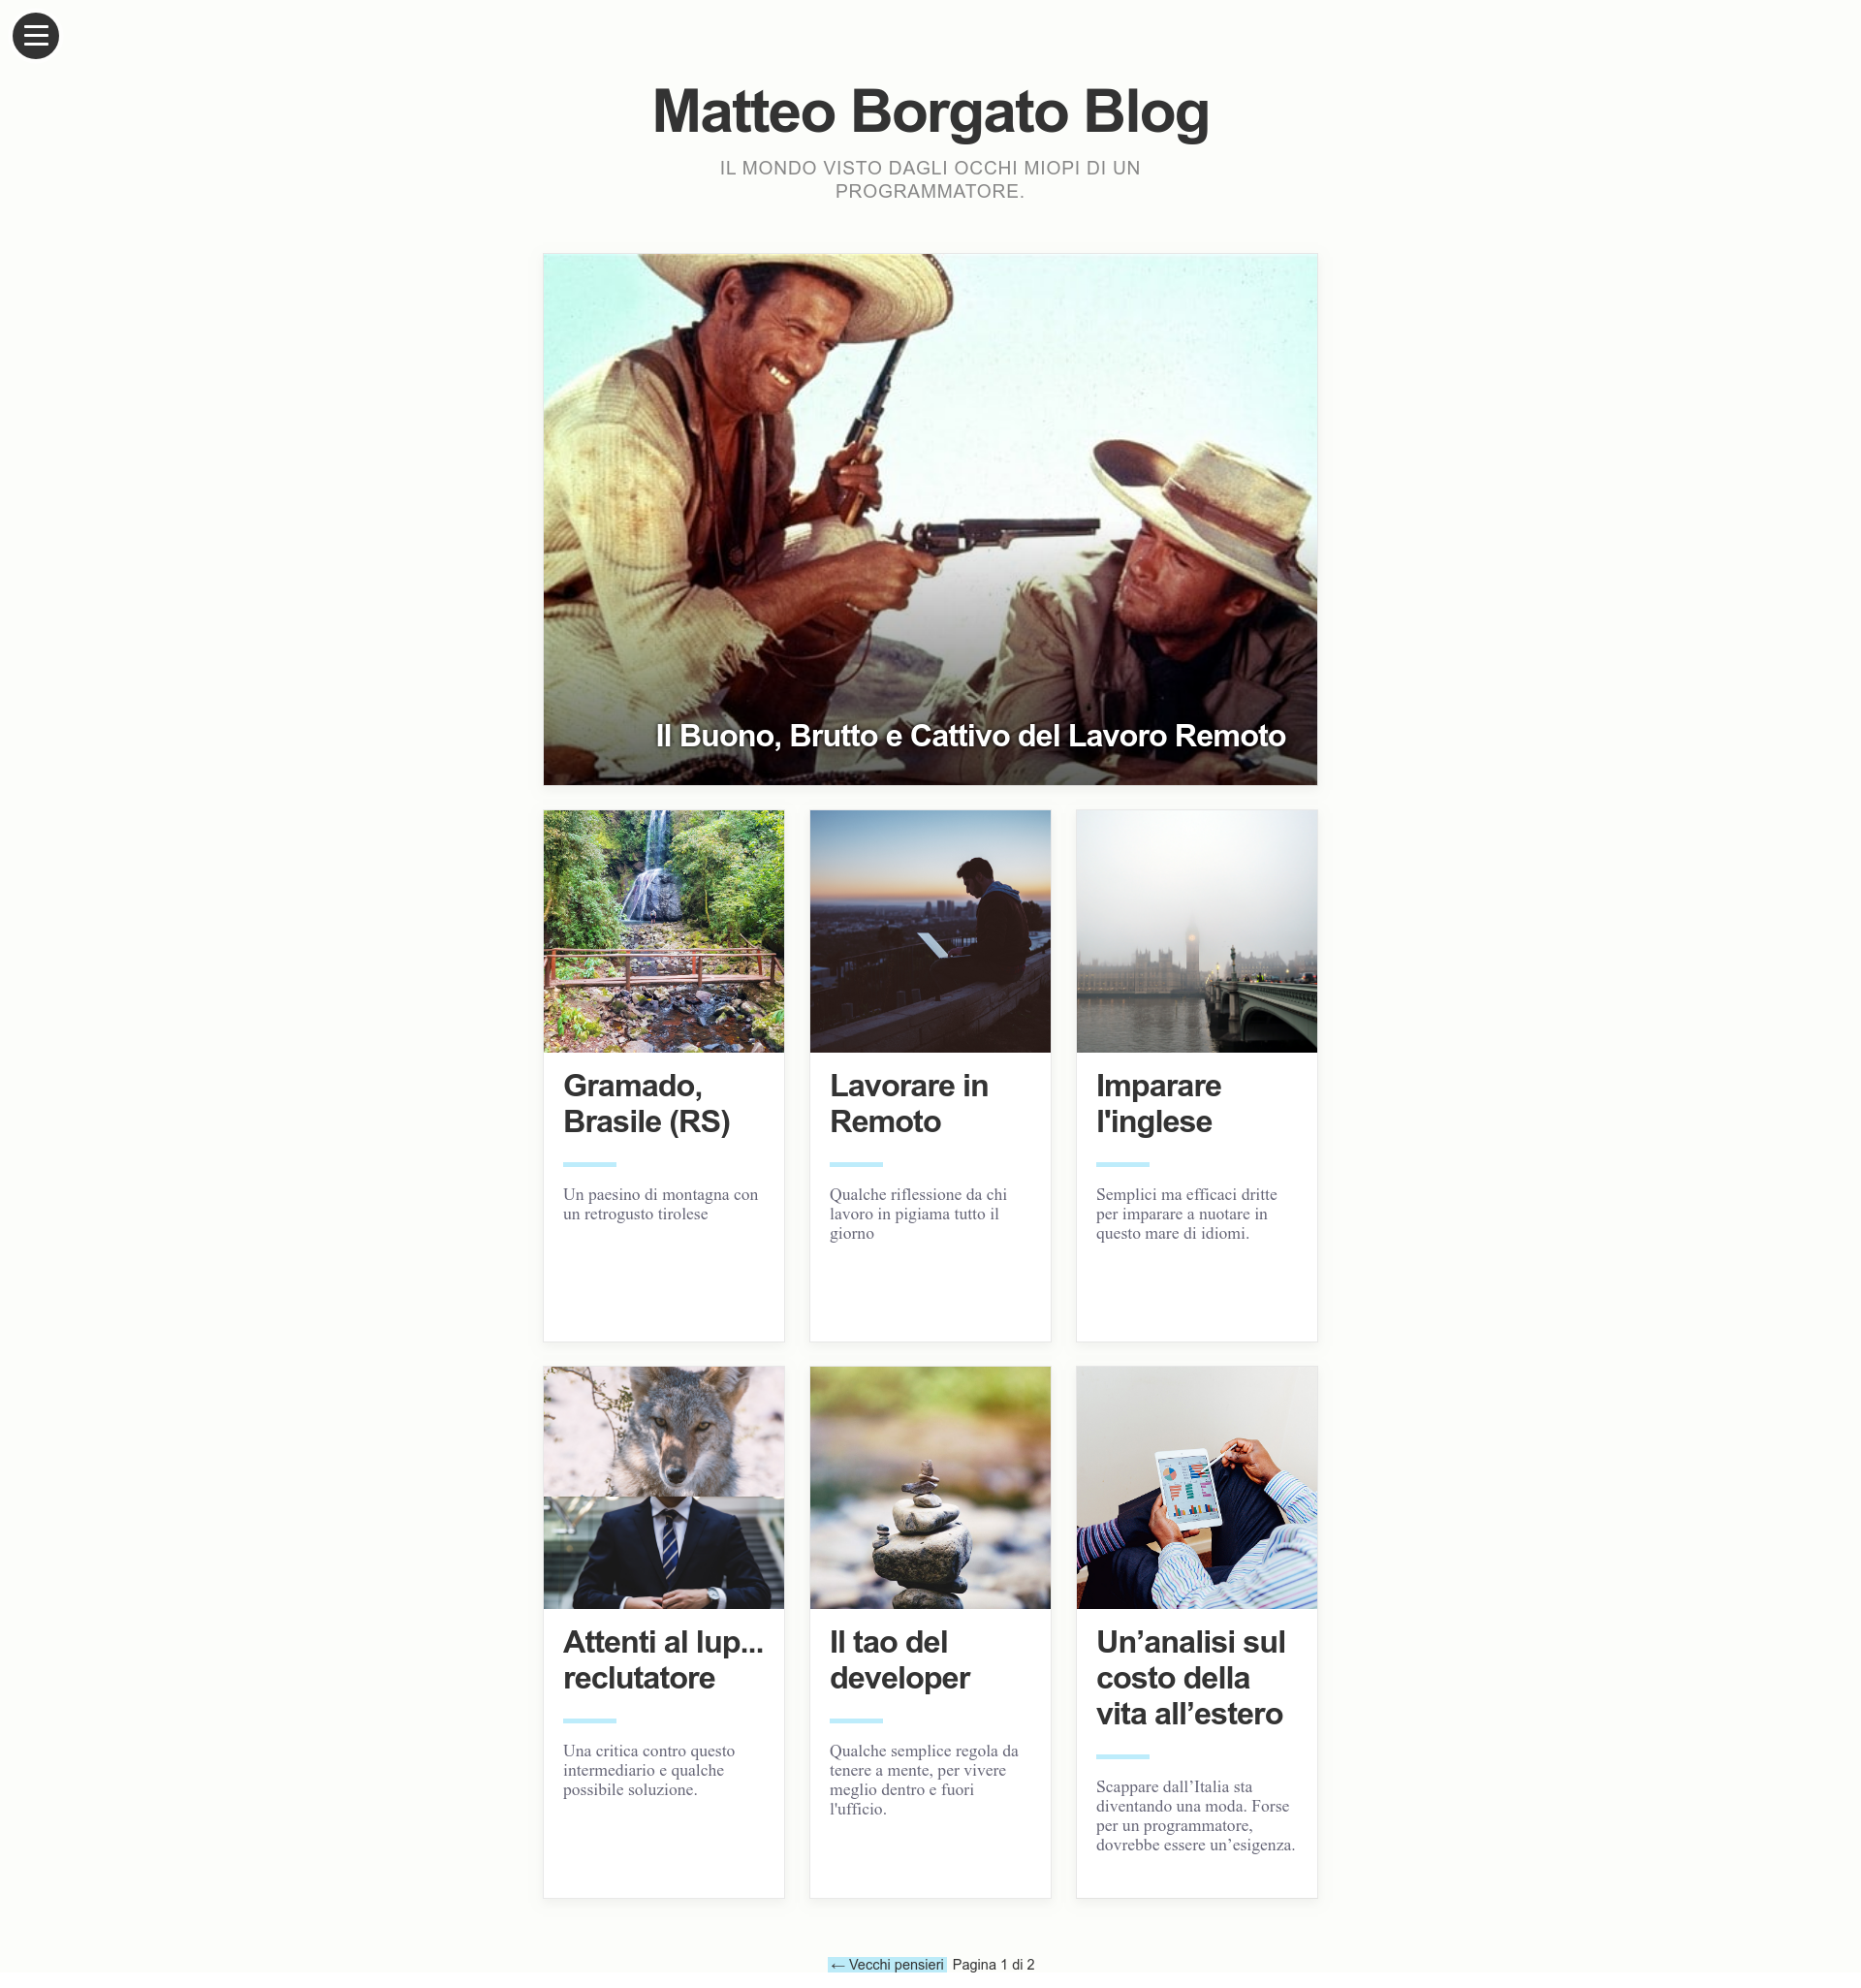 Matteo Borgato Blog
IL MONDO VISTO DAGLI OCCHI MIOPI DI UN
PROGRAMMATORE.
Il Buono, Brutto e Cattivo del Lavoro Remoto
Gramado,
Brasile (RS)
Un paesino di montagna con
un retrogusto tirolese
Lavorare in
Remoto
Qualche riflessione da chi
lavoro in pigiama tutto il
giorno
Imparare
l'inglese
Semplici ma efficaci dritte
per imparare a nuotare in
questo mare di idiomi.
Attenti al lup...
reclutatore
Una critica contro questo
intermediario e qualche
possibile soluzione.
Il tao del
developer
Qualche semplice regola da
tenere a mente, per vivere
meglio dentro e fuori
l'ufficio.
Un’analisi sul
costo della
vita all’estero
Scappare dall’Italia sta
diventando una moda. Forse
per un programmatore,
dovrebbe essere un’esigenza.
← Vecchi pensieri Pagina 1 di 2